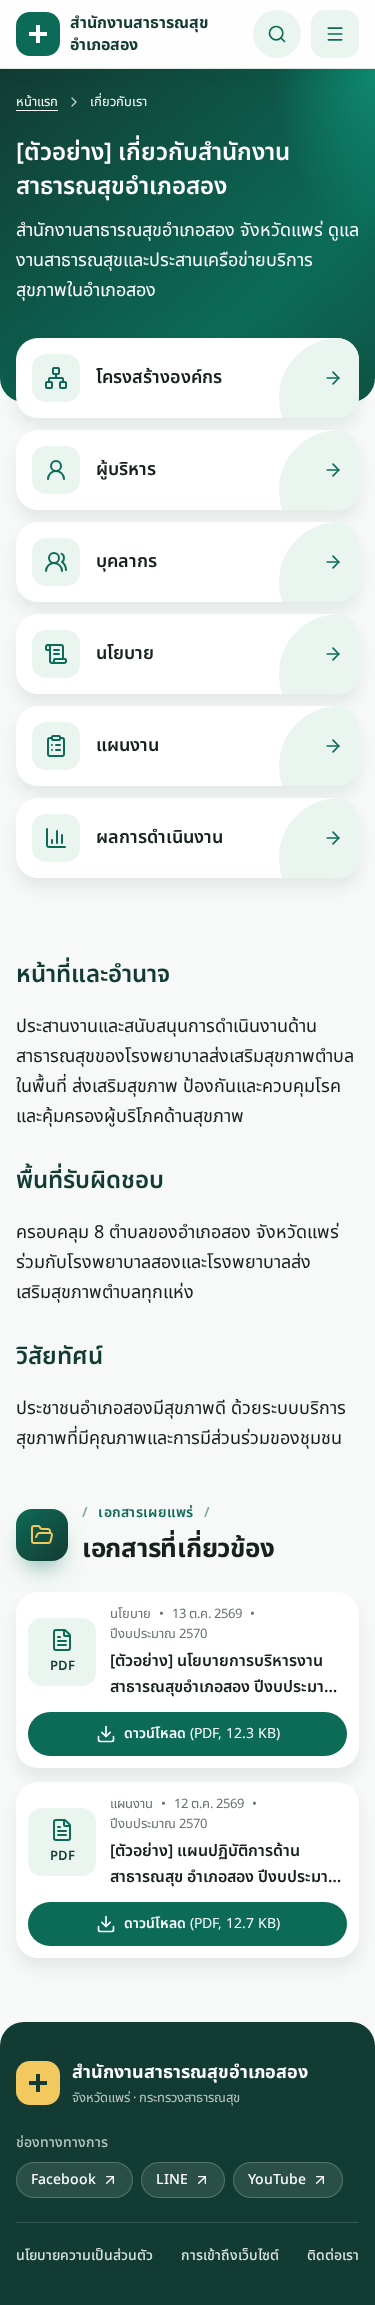 สำนักงานสาธารณสุข
อำเภอสอง
หน้าแรก
เกี่ยวกับเรา
[ตัวอย่าง] เกี่ยวกับสำนักงาน
สาธารณสุขอำเภอสอง
สำนักงานสาธารณสุขอำเภอสอง จังหวัดแพร่ ดูแล
งานสาธารณสุขและประสานเครือข่ายบริการ
สุขภาพในอำเภอสอง
โครงสร้างองค์กร
ผู้บริหาร
บุคลากร
นโยบาย
แผนงาน
ผลการดำเนินงาน
หน้าที่และอำนาจ
ประสานงานและสนับสนุนการดำเนินงานด้าน
สาธารณสุขของโรงพยาบาลส่งเสริมสุขภาพตำบล
ในพื้นที่ ส่งเสริมสุขภาพ ป้องกันและควบคุมโรค
และคุ้มครองผู้บริโภคด้านสุขภาพ
พื้นที่รับผิดชอบ
ครอบคลุม 8 ตำบลของอำเภอสอง จังหวัดแพร่
ร่วมกับโรงพยาบาลสองและโรงพยาบาลส่ง
เสริมสุขภาพตำบลทุกแห่ง
วิสัยทัศน์
ประชาชนอำเภอสองมีสุขภาพดี ด้วยระบบบริการ
สุขภาพที่มีคุณภาพและการมีส่วนร่วมของชุมชน
/ เอกสารเผยแพร่ /
เอกสารที่เกี่ยวข้อง
นโยบาย • 13 ต.ค. 2569 •
ปีงบประมาณ 2570
PDF
[ตัวอย่าง] นโยบายการบริหารงาน
สาธารณสุขอำเภอสอง ปีงบประมา...
ดาวน์โหลด (PDF, 12.3 KB)
แผนงาน • 12 ต.ค. 2569 •
ปีงบประมาณ 2570
PDF
[ตัวอย่าง] แผนปฏิบัติการด้าน
สาธารณสุข อำเภอสอง ปีงบประมา...
ดาวน์โหลด (PDF, 12.7 KB)
สำนักงานสาธารณสุขอำเภอสอง
จังหวัดแพร่ · กระทรวงสาธารณสุข
ช่องทางทางการ
Facebook
LINE
YouTube
นโยบายความเป็นส่วนตัว
การเข้าถึงเว็บไซต์
ติดต่อเรา